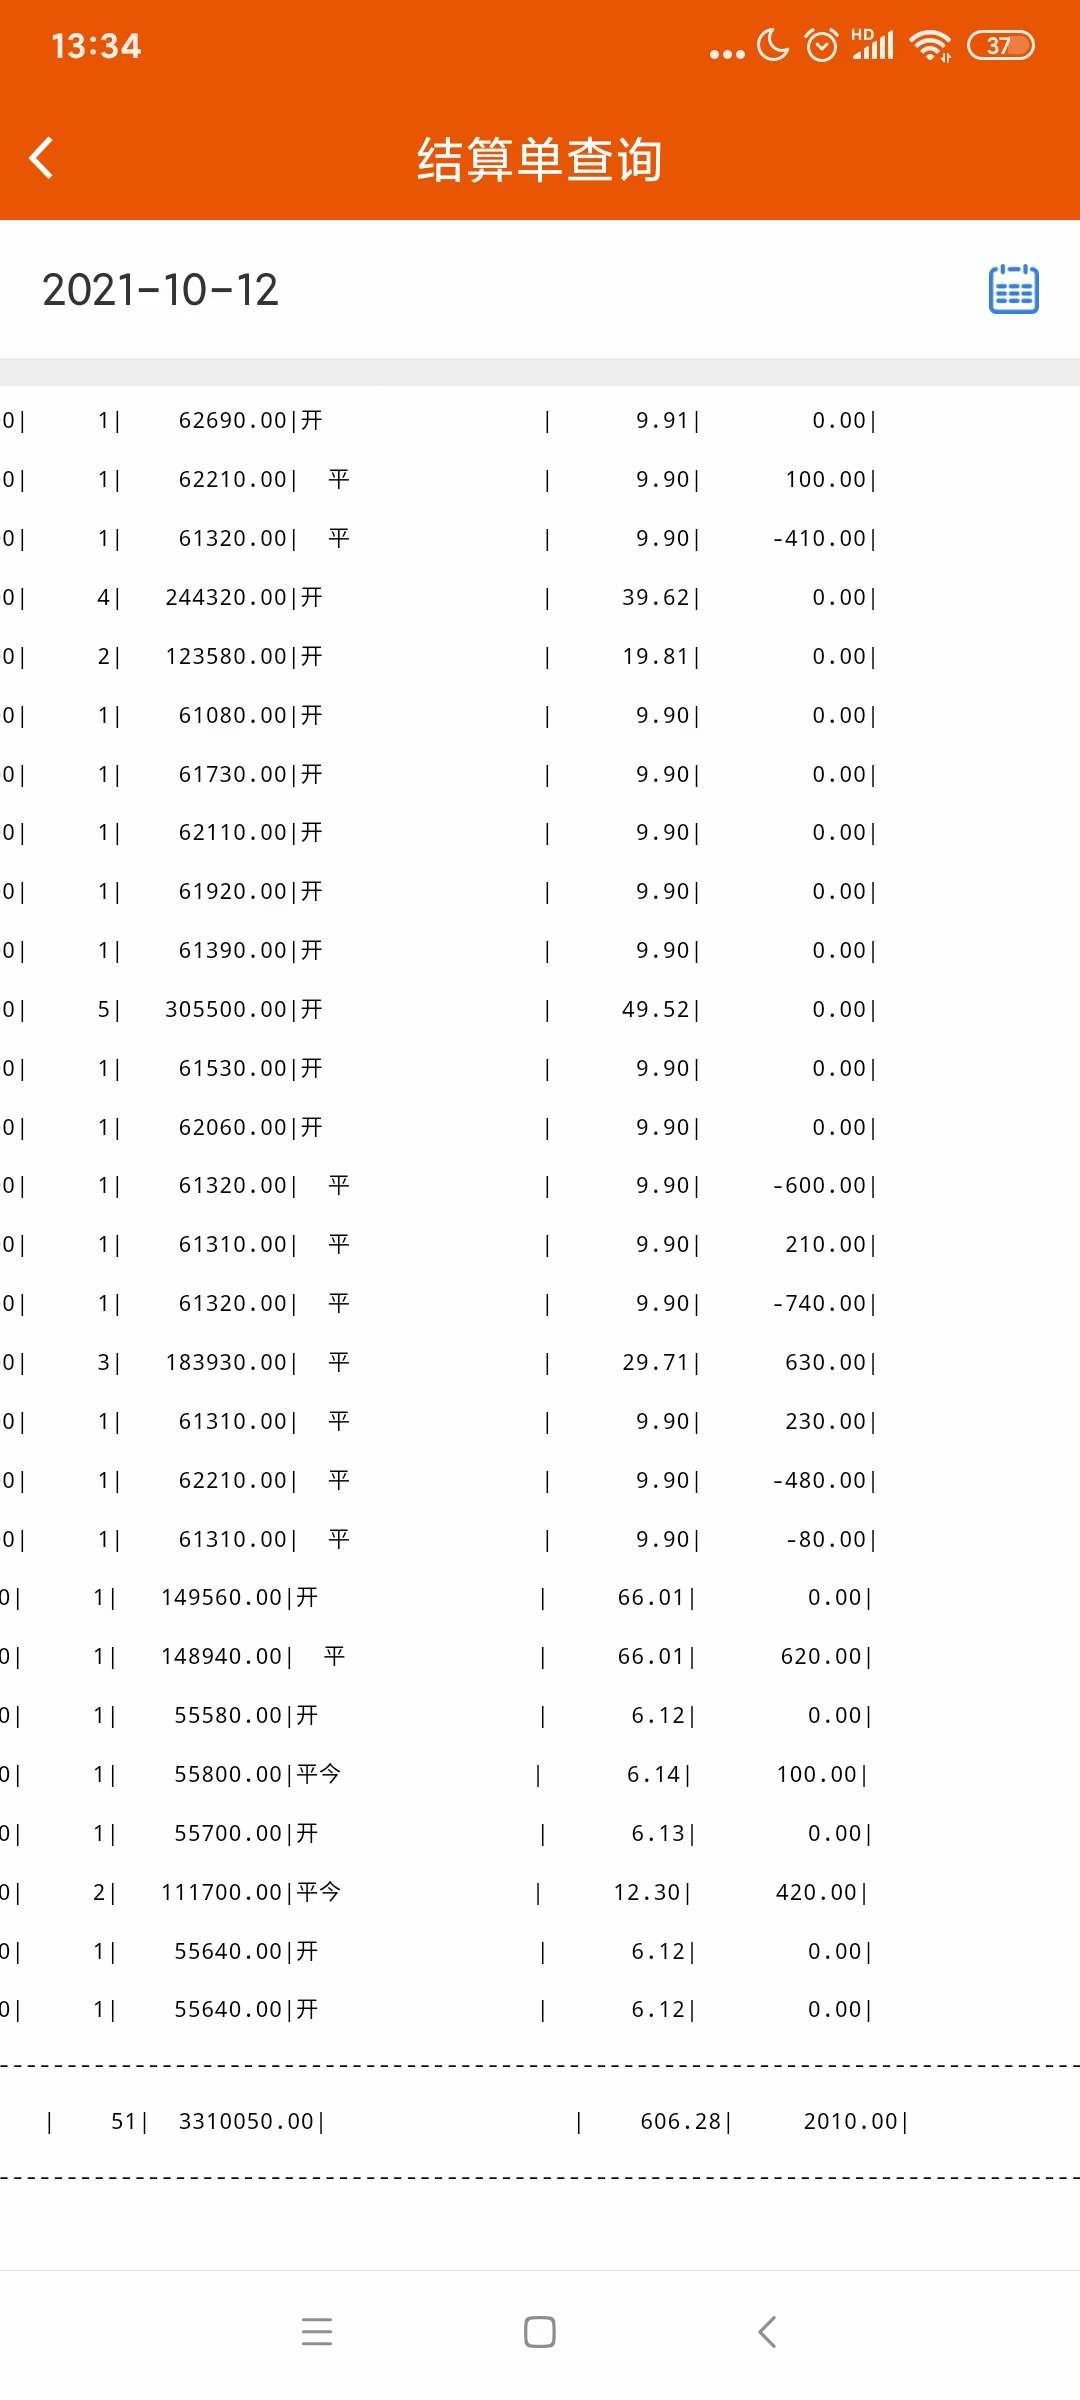 13:34
HD
37
结算单查询
2021-10-12
0| 1| 62690.00|开 | 9.91| 0.00|
0| 1| 62210.00| 平 | 9.90| 100.00|
0| 1| 61320.00| 平 | 9.90| -410.00|
0| 4| 244320.00|开 | 39.62| 0.00|
0| 2| 123580.00|开 | 19.81| 0.00|
0| 1| 61080.00|开 | 9.90| 0.00|
0| 1| 61730.00|开 | 9.90| 0.00|
0| 1| 62110.00|开 | 9.90| 0.00|
0| 1| 61920.00|开 | 9.90| 0.00|
0| 1| 61390.00|开 | 9.90| 0.00|
0| 5| 305500.00|开 | 49.52| 0.00|
0| 1| 61530.00|开 | 9.90| 0.00|
0| 1| 62060.00|开 | 9.90| 0.00|
0| 1| 61320.00| 平 | 9.90| -600.00|
0| 1| 61310.00| 平 | 9.90| 210.00|
0| 1| 61320.00| 平 | 9.90| -740.00|
0| 3| 183930.00| 平 | 29.71| 630.00|
0| 1| 61310.00| 平 | 9.90| 230.00|
0| 1| 62210.00| 平 | 9.90| -480.00|
0| 1| 61310.00| 平 | 9.90| -80.00|
0| 1| 149560.00|开 | 66.01| 0.00|
0| 1| 148940.00| 平 | 66.01| 620.00|
0| 1| 55580.00|开 | 6.12| 0.00|
0| 1| 55800.00|平今 | 6.14| 100.00|
0| 1| 55700.00|开 | 6.13| 0.00|
0| 2| 111700.00|平今 | 12.30| 420.00|
0| 1| 55640.00|开 | 6.12| 0.00|
0| 1| 55640.00|开 | 6.12| 0.00|
| 51| 3310050.00| | 606.28| 2010.00|